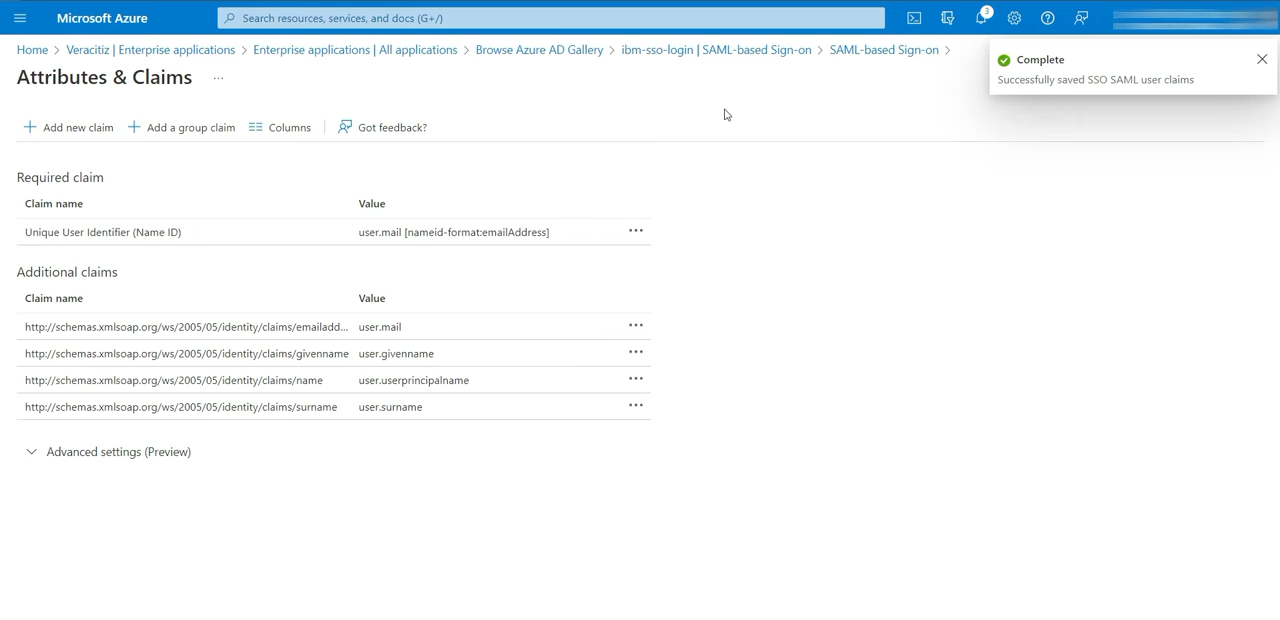 Microsoft Azure
Search resources, services, and docs (G+/)
3
Home > Veracitiz | Enterprise applications > Enterprise applications | All applications > Browse Azure AD Gallery > ibm-sso-login | SAML-based Sign-on > SAML-based Sign-on >
Attributes & Claims ...
Complete
Successfully saved SSO SAML user claims
Add new claim Add a group claim Columns Got feedback?
Required claim
Claim name Value
Unique User Identifier (Name ID) user.mail [nameid-format:emailAddress] ...
Additional claims
Claim name Value
http://schemas.xmlsoap.org/ws/2005/05/identity/claims/emailadd... user.mail ...
http://schemas.xmlsoap.org/ws/2005/05/identity/claims/givenname user.givenname ...
http://schemas.xmlsoap.org/ws/2005/05/identity/claims/name user.userprincipalname ...
http://schemas.xmlsoap.org/ws/2005/05/identity/claims/surname user.surname ...
Advanced settings (Preview)